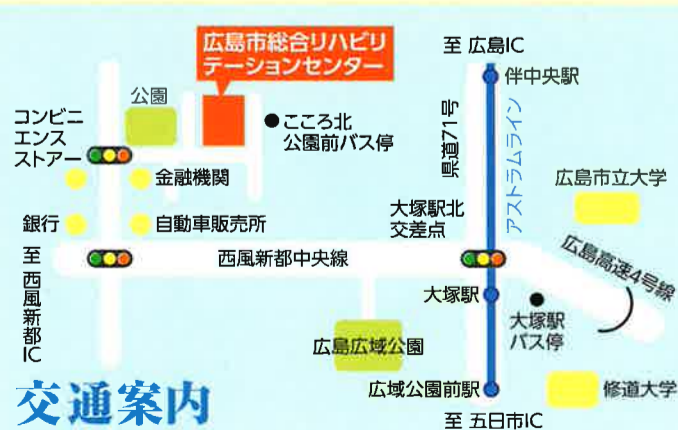 広島市総合リハビリ
テーションセンター
至 広島IC
伴中央駅
公園
コンビニ
エンス
ストアー
こころ北
公園前バス停
県道71号
アストラムライン
金融機関
広島市立大学
銀行
自動車販売所
大塚駅北
交差点
至 西風新都IC
西風新都中央線
広島高速4号線
大塚駅
大塚駅
バス停
広島広域公園
広域公園前駅
修道大学
交通案内
至 五日市IC